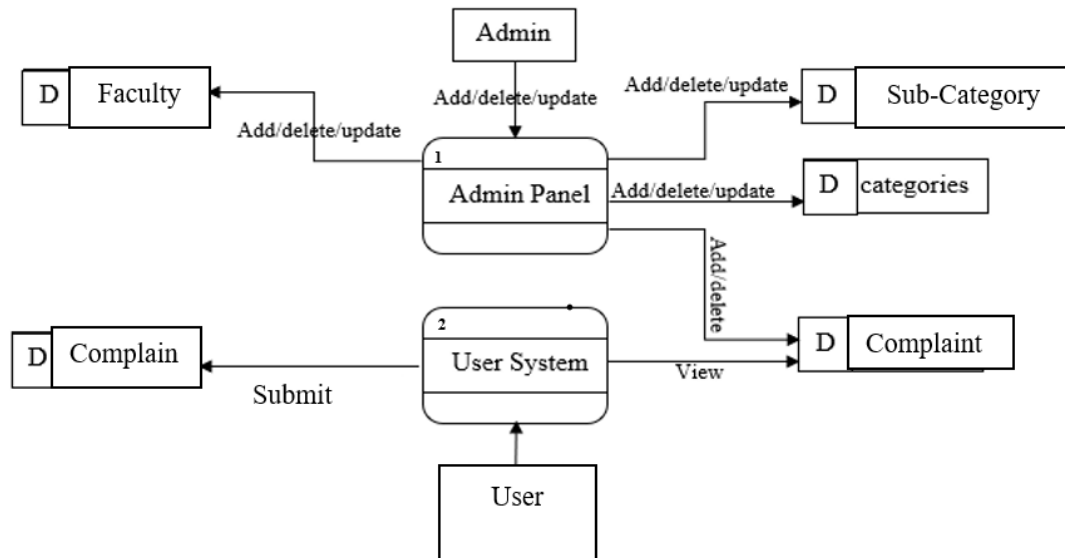 Admin
D Faculty
Add/delete/update
Add/delete/update
D Sub-Category
Add/delete/update
1
Admin Panel
Add/delete/update
D categories
Add/delete
2
User System
D Complain
Submit
View
D Complaint
User